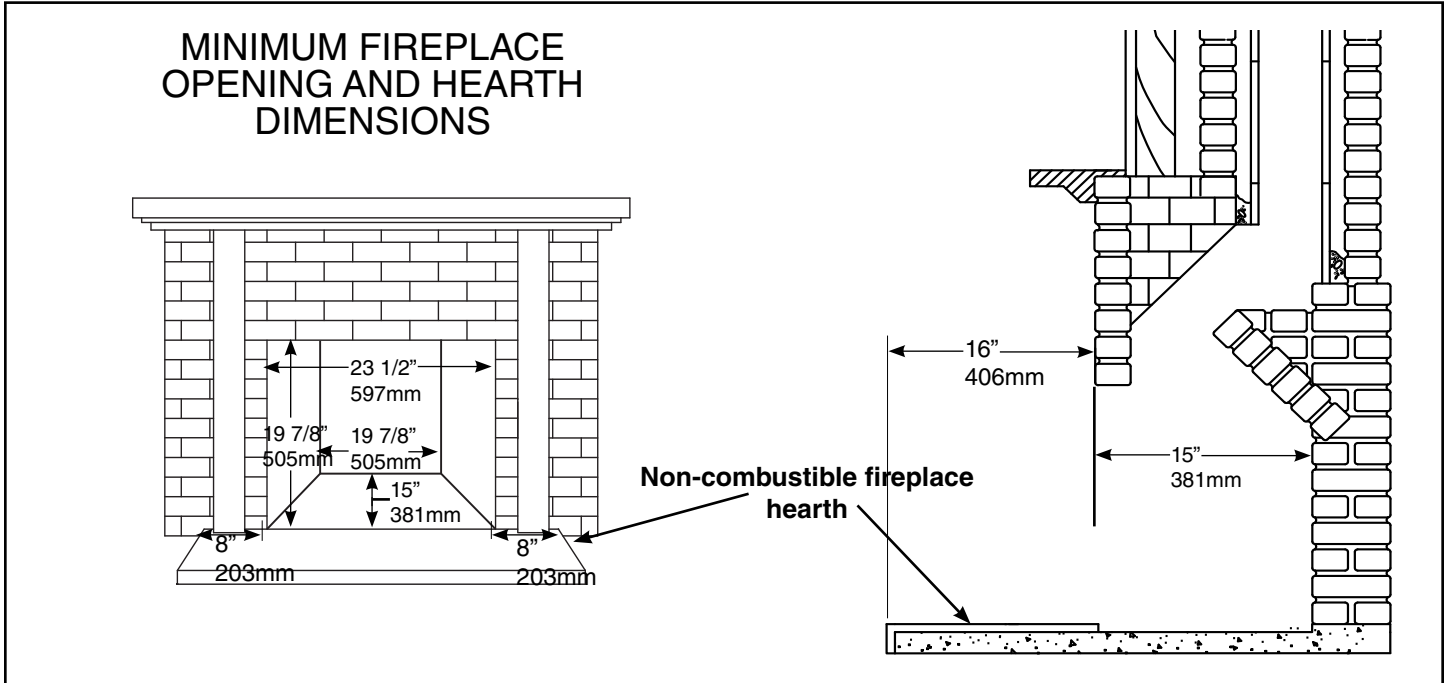 MINIMUM FIREPLACE
OPENING AND HEARTH
DIMENSIONS
23 1/2”
597mm
19 7/8”
505mm
19 7/8”
505mm
15”
381mm
8”
203mm
8”
203mm
Non-combustible fireplace
hearth
16”
406mm
15”
381mm